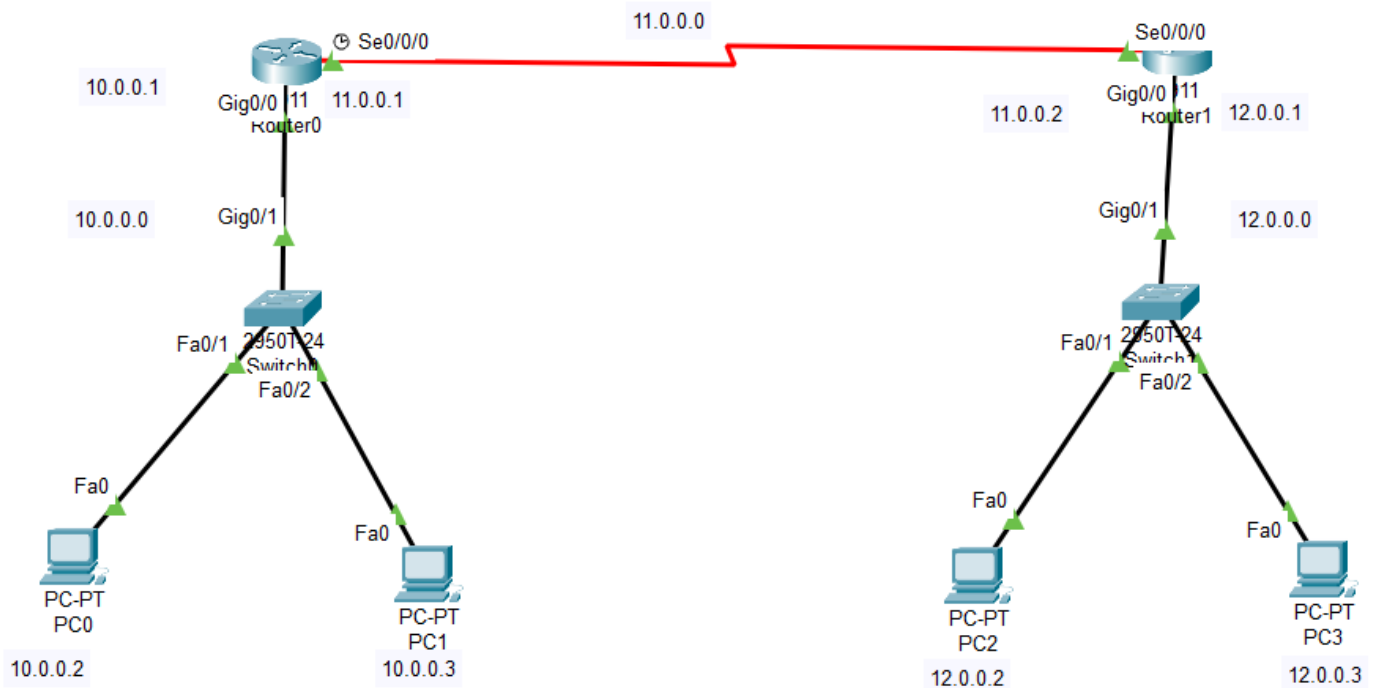 11.0.0.0
Se0/0/0
Se0/0/0
10.0.0.1
Gig0/0
11
11.0.0.1
Router0
11.0.0.2
Gig0/0
11
12.0.0.1
Router1
10.0.0.0
Gig0/1
Gig0/1
12.0.0.0
Fa0/1
2950T-24
Switch0
Fa0/2
Fa0/1
2950T-24
Switch1
Fa0/2
Fa0
Fa0
Fa0
Fa0
PC-PT
PC0
10.0.0.2
PC-PT
PC1
10.0.0.3
PC-PT
PC2
12.0.0.2
PC-PT
PC3
12.0.0.3